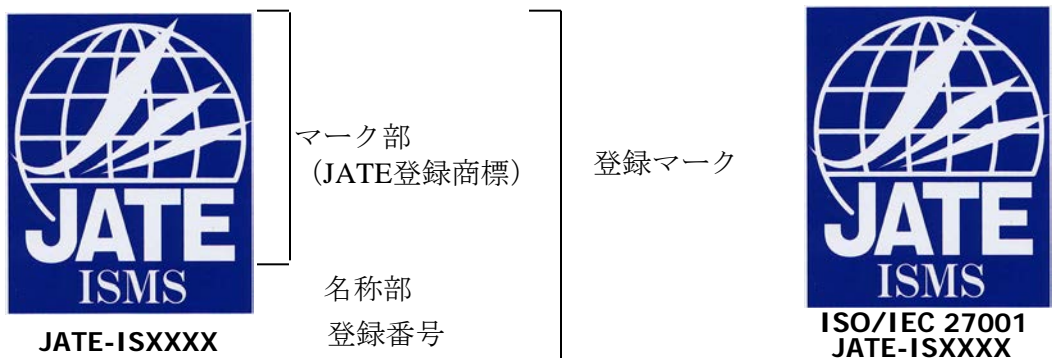 JATE
ISMS
JATE-ISXXXX
マーク部
（JATE登録商標）
名称部
登録番号
登録マーク
JATE
ISMS
ISO/IEC 27001
JATE-ISXXXX